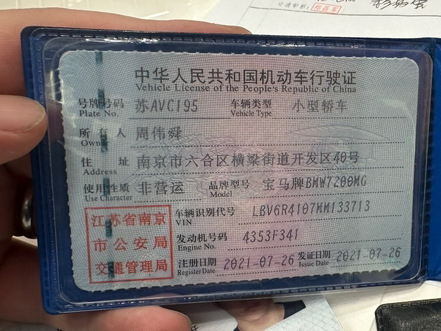 中华人民共和国机动车行驶证
Vehicle License of the People's Republic of China
号牌号码 苏AVC195 车辆类型 小型轿车
Plate No. Vehicle Type
所有人 周伟舜
Owner
住址 南京市六合区横梁街道开发区40号
Address
使用性质 非营运 品牌型号 宝马牌BMW7200MG
Use Character Model
江苏省南京
市公安局
交通管理局
车辆识别代号 LBV6R4107MM133713
VIN
发动机号码 4353F341
Engine No.
注册日期 2021-07-26 发证日期 2021-07-26
Register Date Issue Date